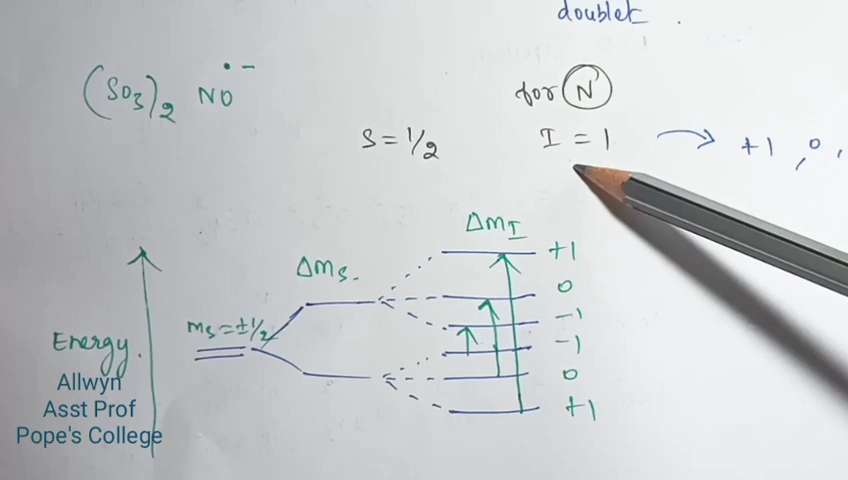 doublet .
(SO3)2 NO•−
for N
S = 1/2
I = 1 → +1, 0,
ΔmI
+1
ΔmS.
0
mS = ±1/2
-1
Energy.
-1
0
+1
Allwyn
Asst Prof
Pope's College